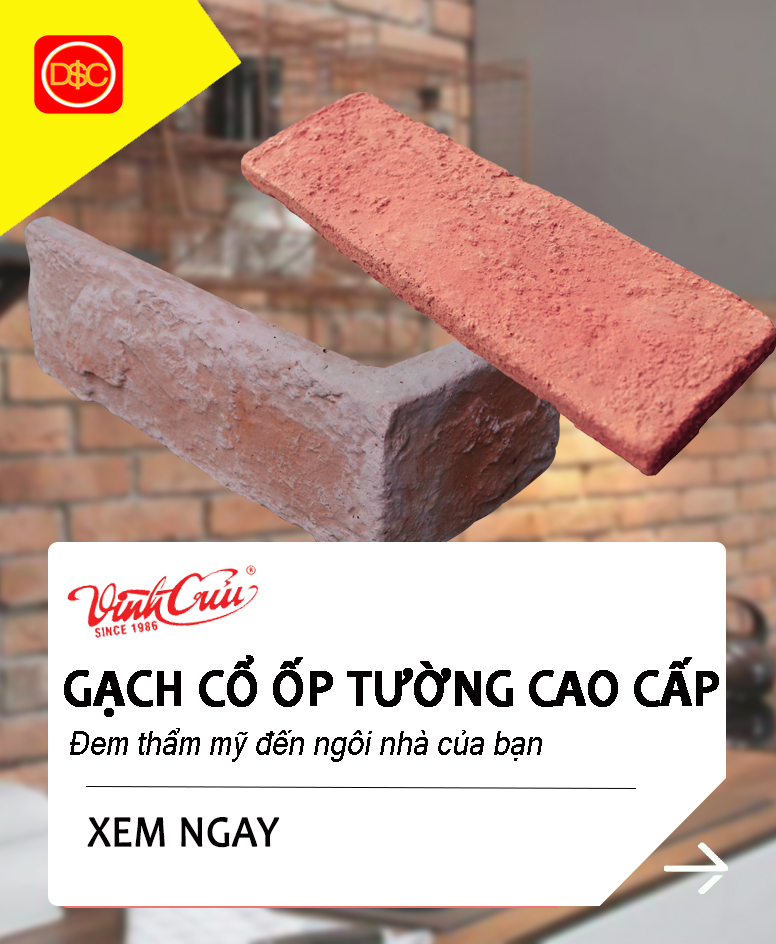 D$C
Vĩnh Cửu ®
SINCE 1986
GẠCH CỔ ỐP TƯỜNG CAO CẤP
Đem thẩm mỹ đến ngôi nhà của bạn
XEM NGAY